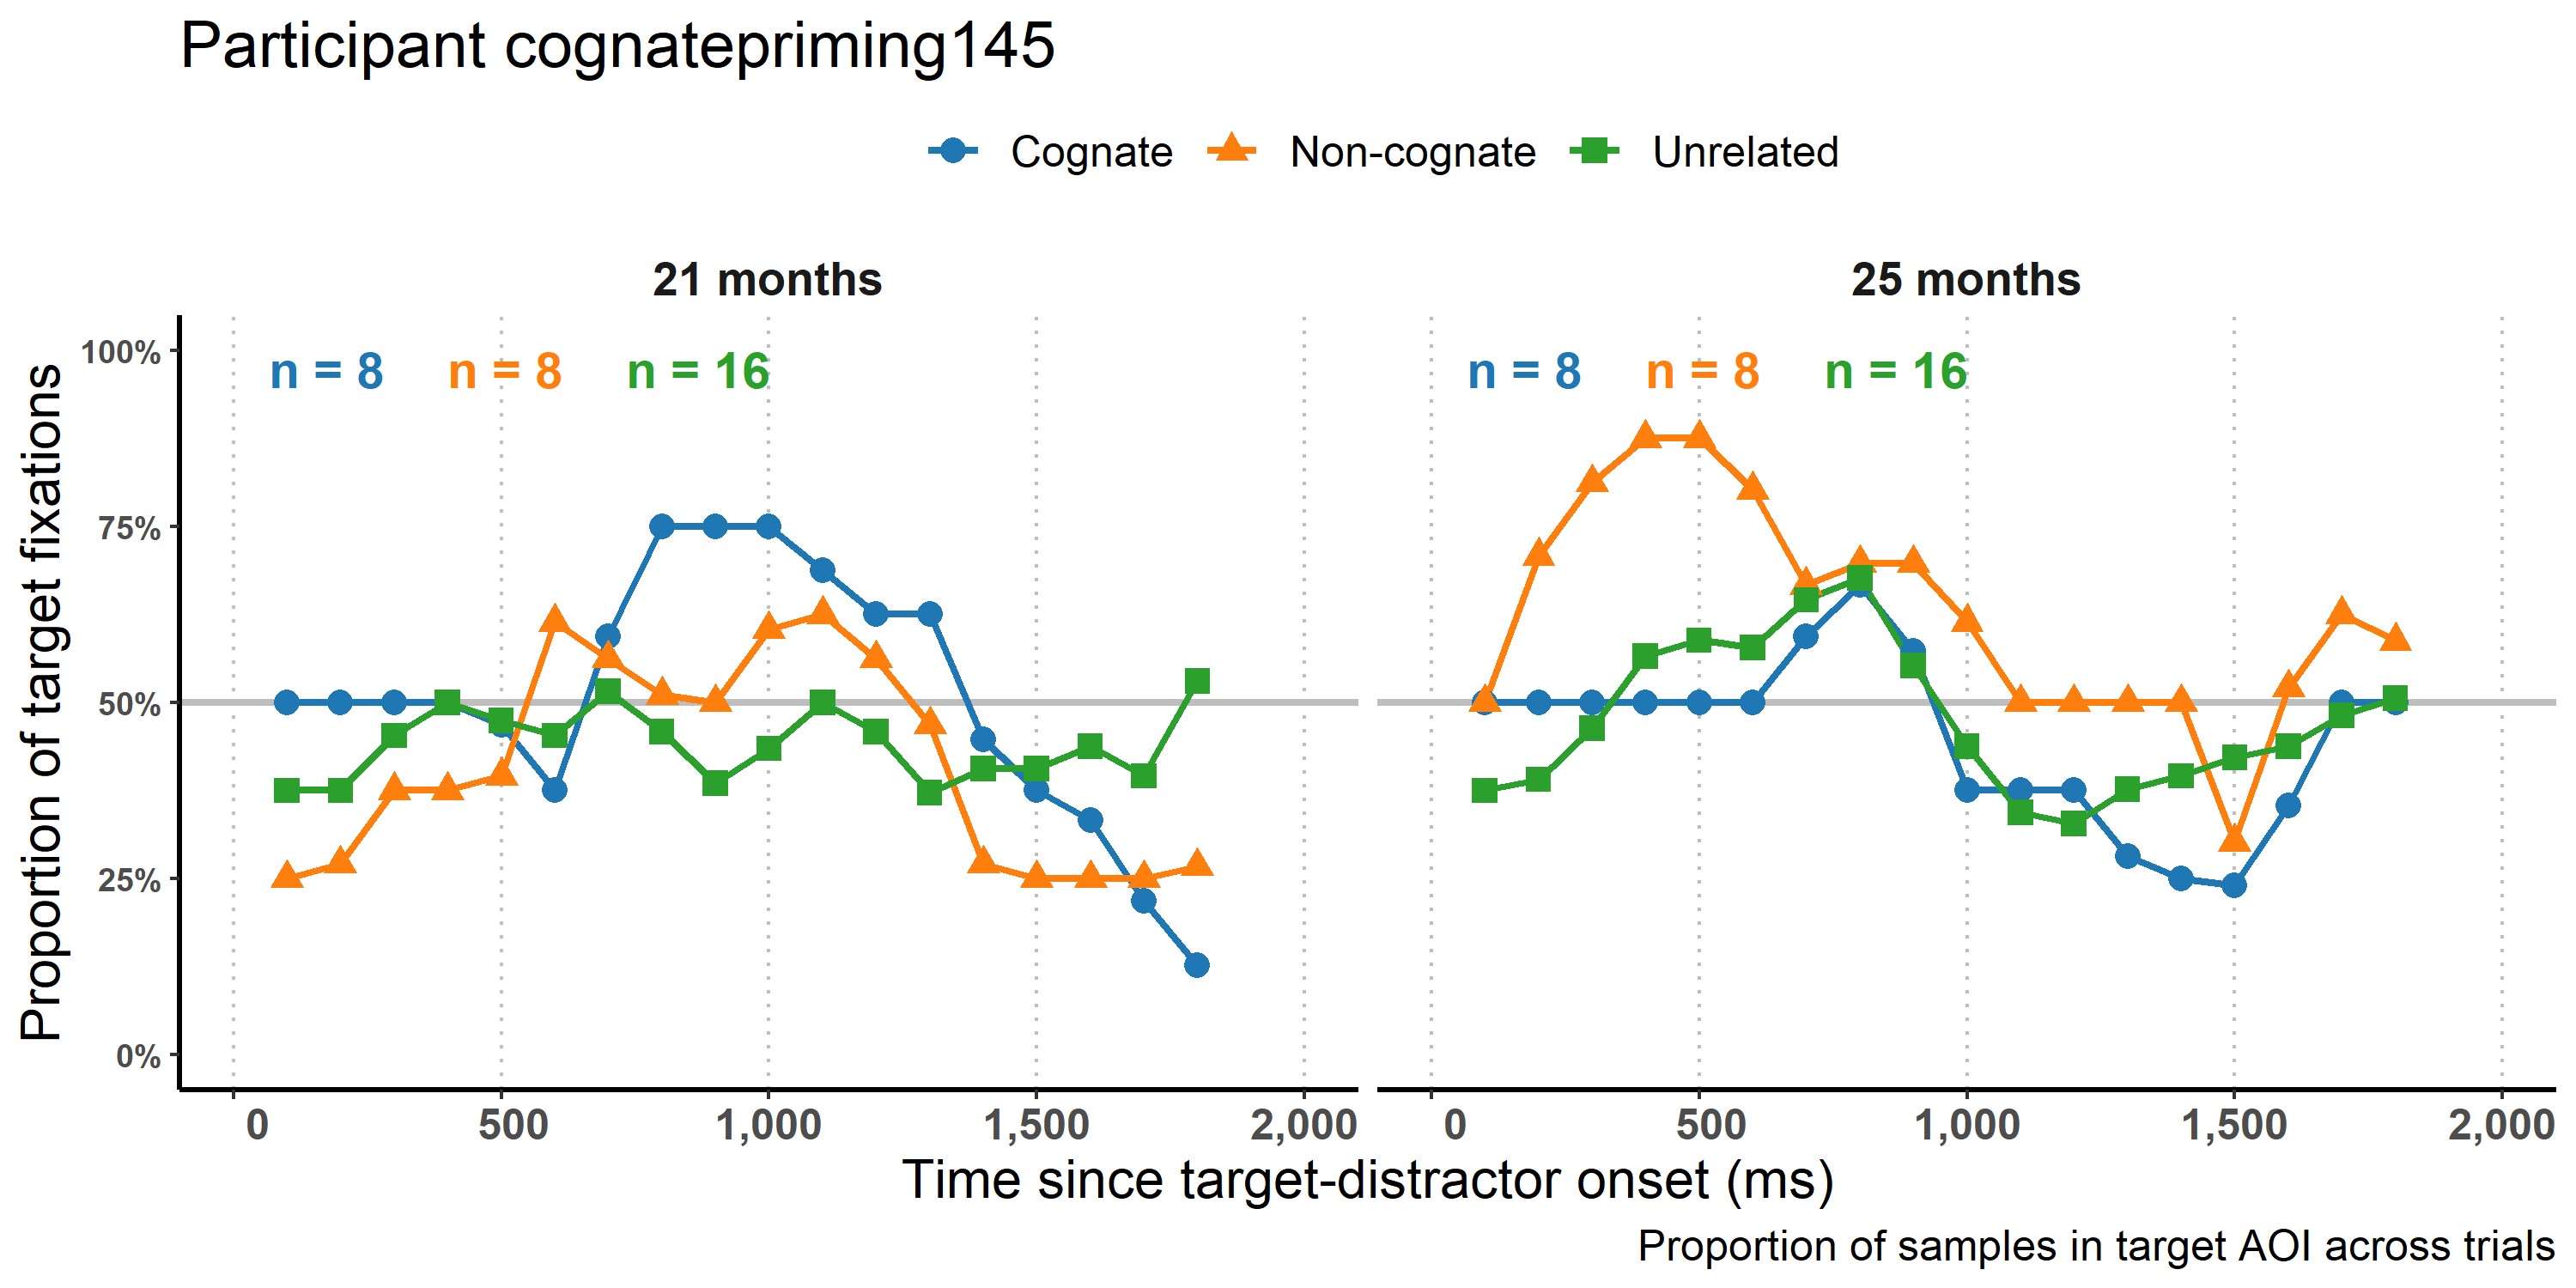 Participant cognatepriming145
Cognate Non-cognate Unrelated
21 months 25 months
n = 8 n = 8 n = 16 n = 8 n = 8 n = 16
Proportion of target fixations
100%
75%
50%
25%
0%
0 500 1,000 1,500 2,000 0 500 1,000 1,500 2,000
Time since target-distractor onset (ms)
Proportion of samples in target AOI across trials